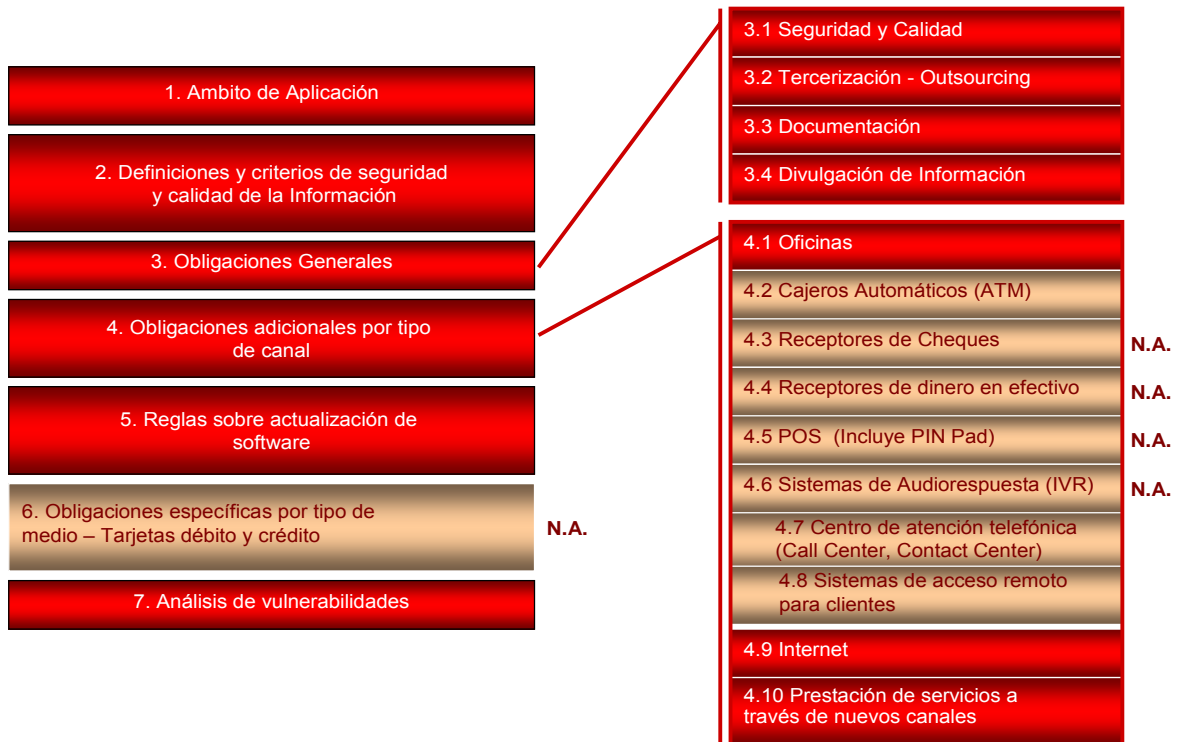 1. Ambito de Aplicación
2. Definiciones y criterios de seguridad
y calidad de la Información
3. Obligaciones Generales
4. Obligaciones adicionales por tipo
de canal
5. Reglas sobre actualización de
software
6. Obligaciones específicas por tipo de
medio – Tarjetas débito y crédito
N.A.
7. Análisis de vulnerabilidades
3.1 Seguridad y Calidad
3.2 Tercerización - Outsourcing
3.3 Documentación
3.4 Divulgación de Información
4.1 Oficinas
4.2 Cajeros Automáticos (ATM)
4.3 Receptores de Cheques
N.A.
4.4 Receptores de dinero en efectivo
N.A.
4.5 POS (Incluye PIN Pad)
N.A.
4.6 Sistemas de Audiorespuesta (IVR)
N.A.
4.7 Centro de atención telefónica
(Call Center, Contact Center)
4.8 Sistemas de acceso remoto
para clientes
4.9 Internet
4.10 Prestación de servicios a
través de nuevos canales